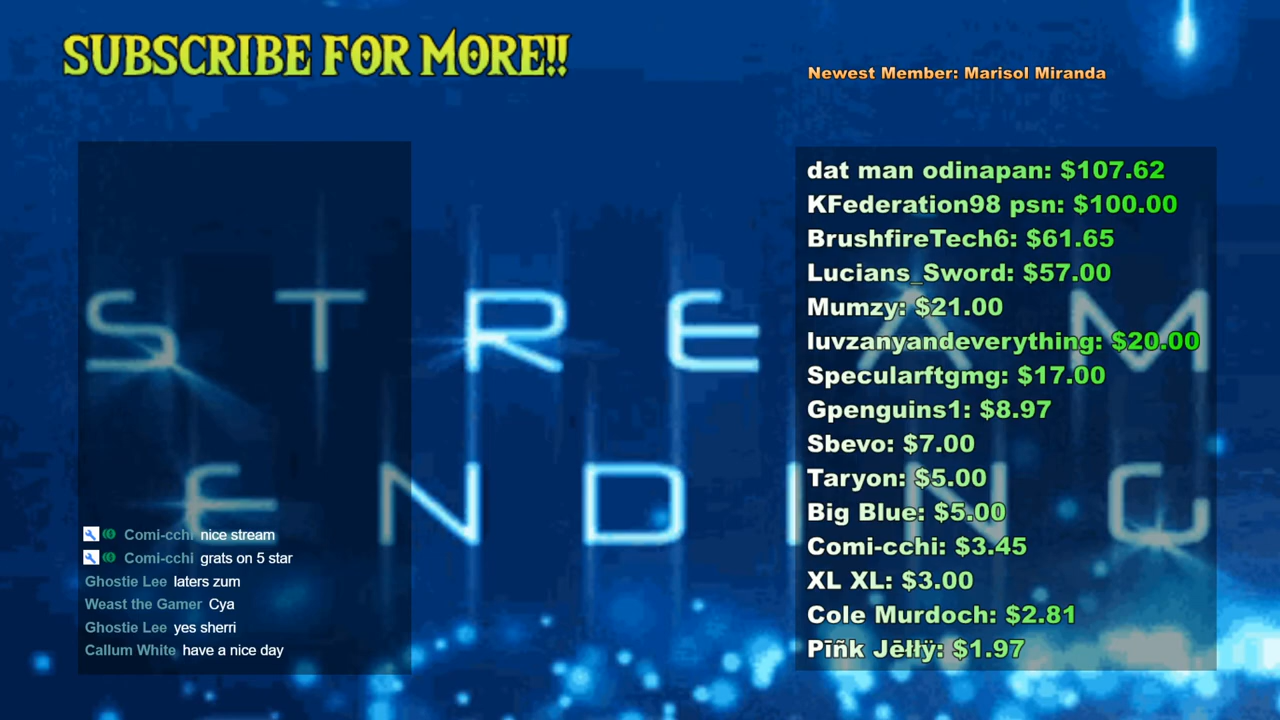 SUBSCRIBE FOR MORE!!
Newest Member: Marisol Miranda
STREAM
ENDING
Comi-cchi nice stream
Comi-cchi grats on 5 star
Ghostie Lee laters zum
Weast the Gamer Cya
Ghostie Lee yes sherri
Callum White have a nice day
dat man odinapan: $107.62
KFederation98 psn: $100.00
BrushfireTech6: $61.65
Lucians_Sword: $57.00
Mumzy: $21.00
luvzanyandeverything: $20.00
Specularftgmg: $17.00
Gpenguins1: $8.97
Sbevo: $7.00
Taryon: $5.00
Big Blue: $5.00
Comi-cchi: $3.45
XL XL: $3.00
Cole Murdoch: $2.81
Pīñk Jēłłÿ: $1.97